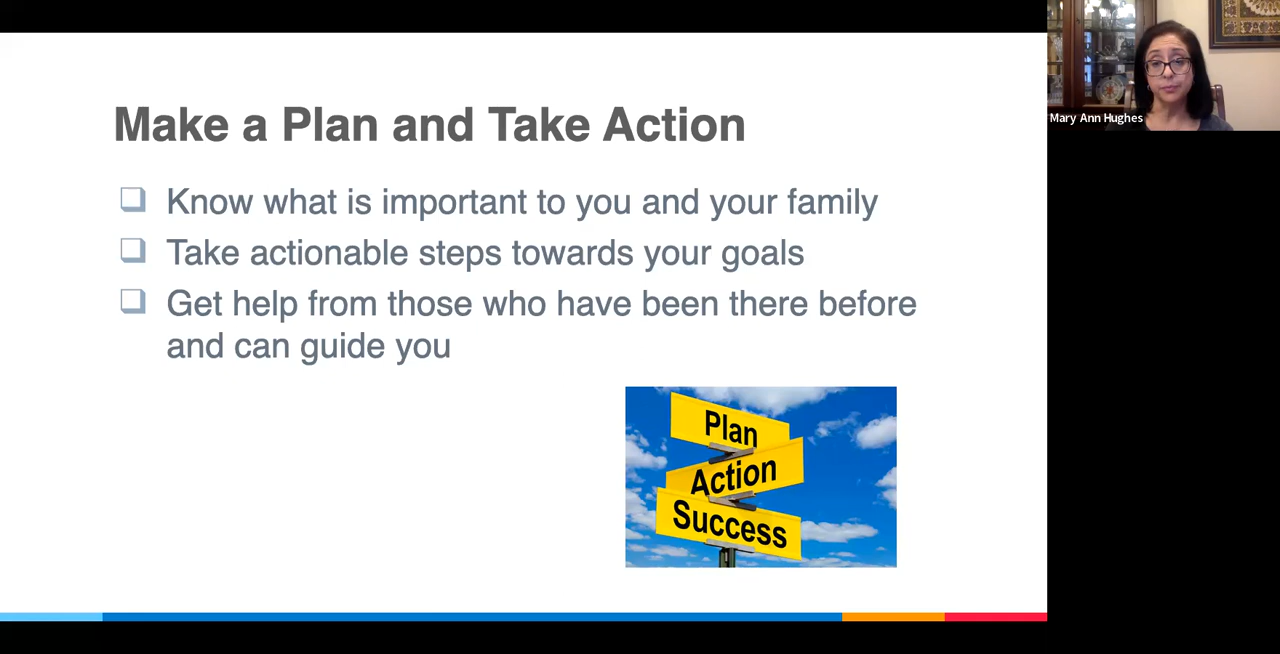 Make a Plan and Take Action
Know what is important to you and your family
Take actionable steps towards your goals
Get help from those who have been there before
and can guide you
Plan
Action
Success
Mary Ann Hughes